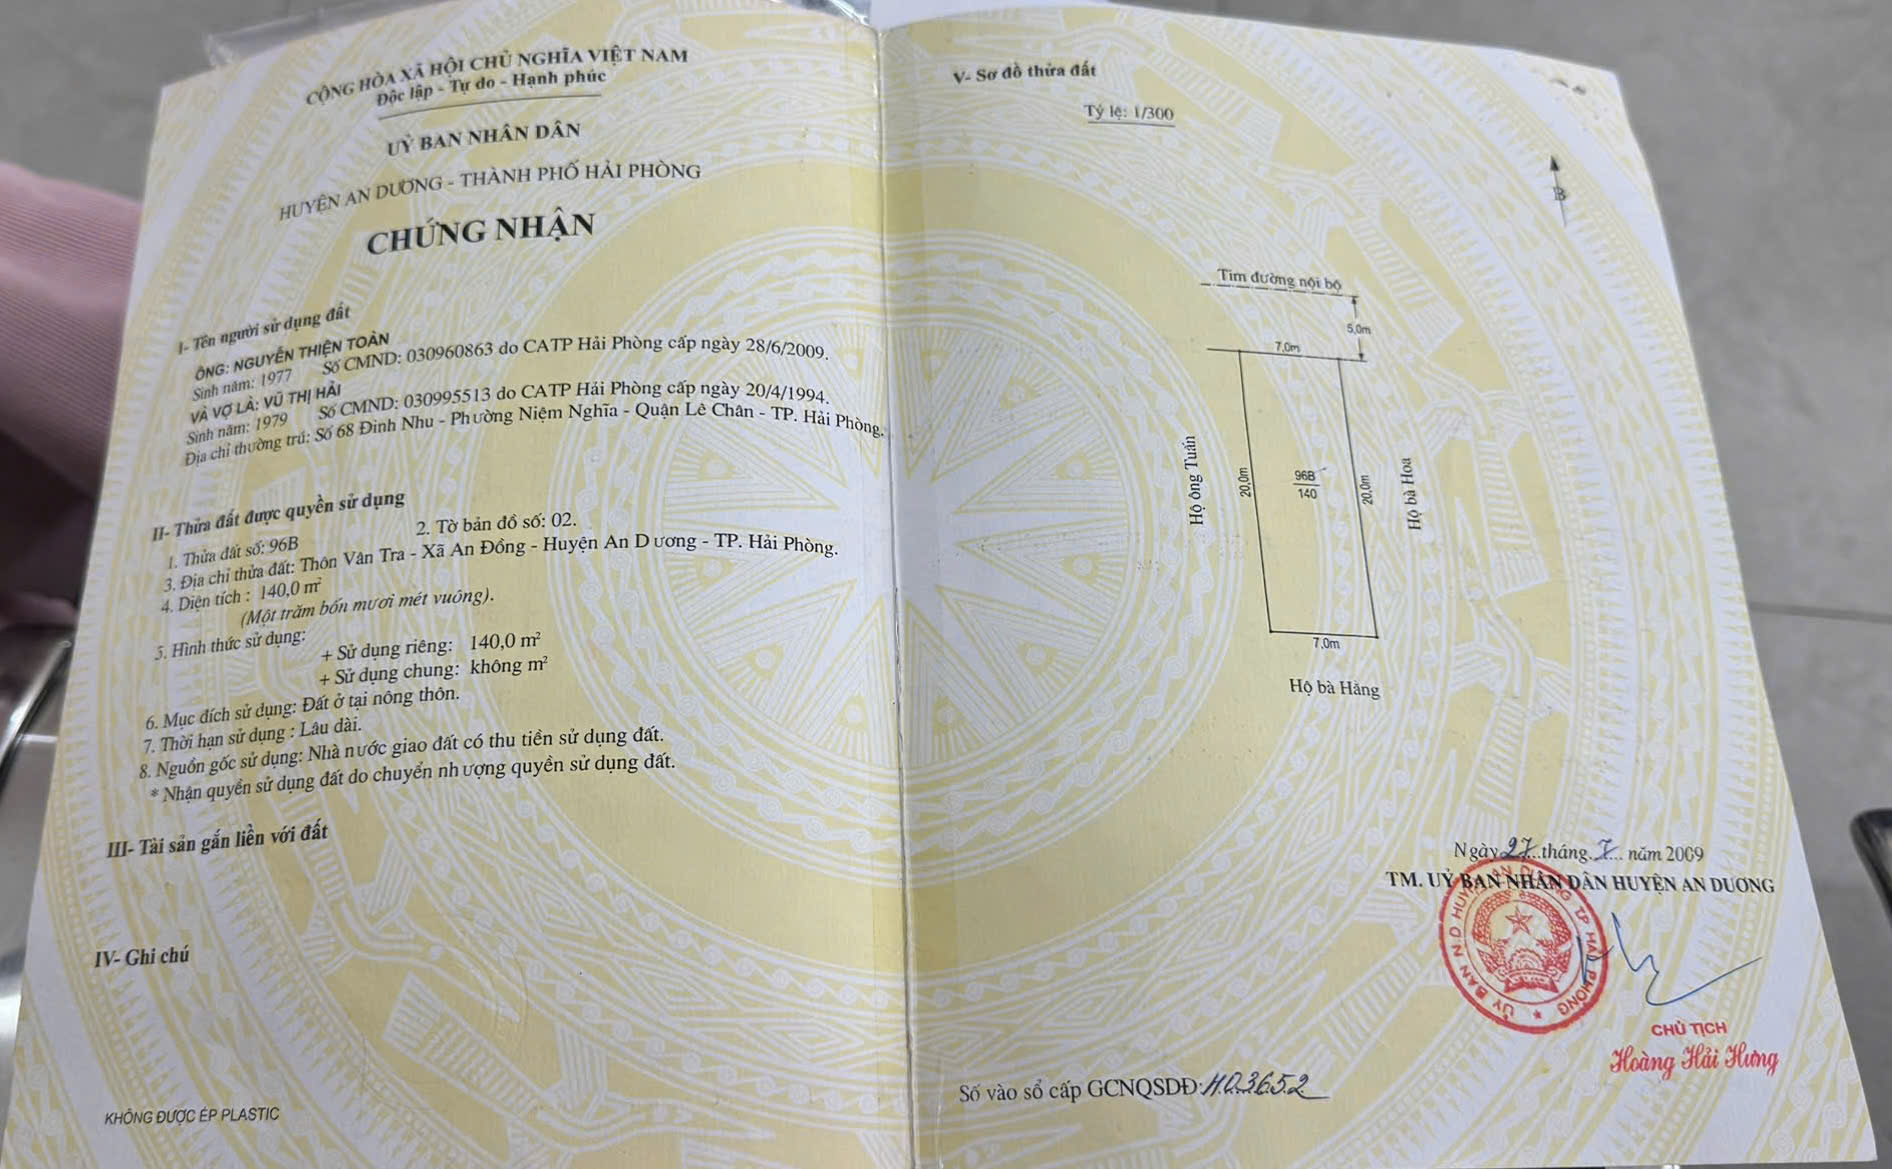 CỘNG HÒA XÃ HỘI CHỦ NGHĨA VIỆT NAM
Độc lập - Tự do - Hạnh phúc
UỶ BAN NHÂN DÂN
HUYỆN AN DƯƠNG - THÀNH PHỐ HẢI PHÒNG
CHỨNG NHẬN
I- Tên người sử dụng đất
ÔNG: NGUYỄN THIỆN TOÀN
Sinh năm: 1977 Số CMND: 030960863 do CATP Hải Phòng cấp ngày 28/6/2009.
VÀ VỢ LÀ: VŨ THỊ HẢI
Sinh năm: 1979 Số CMND: 030995513 do CATP Hải Phòng cấp ngày 20/4/1994.
Địa chỉ thường trú: Số 68 Đinh Nhu - Phường Niệm Nghĩa - Quận Lê Chân - TP. Hải Phòng.
II- Thửa đất được quyền sử dụng
1. Thửa đất số: 96B 2. Tờ bản đồ số: 02.
3. Địa chỉ thửa đất: Thôn Vân Tra - Xã An Đồng - Huyện An Dương - TP. Hải Phòng.
4. Diện tích : 140,0 m²
(Một trăm bốn mươi mét vuông).
5. Hình thức sử dụng:
+ Sử dụng riêng: 140,0 m²
+ Sử dụng chung: không m²
6. Mục đích sử dụng: Đất ở tại nông thôn.
7. Thời hạn sử dụng : Lâu dài.
8. Nguồn gốc sử dụng: Nhà nước giao đất có thu tiền sử dụng đất.
* Nhận quyền sử dụng đất do chuyển nhượng quyền sử dụng đất.
III- Tài sản gắn liền với đất
IV- Ghi chú
KHÔNG ĐƯỢC ÉP PLASTIC
V- Sơ đồ thửa đất
Tỷ lệ: 1/300
B
Tim đường nội bộ
5,0m
7,0m
Hộ ông Tuấn
20,0m
96B
140
20,0m
Hộ bà Hoa
7,0m
Hộ bà Hằng
Ngày 27 tháng 7 năm 2009
TM. UỶ BAN NHÂN DÂN HUYỆN AN DƯƠNG
ỦY BAN N.D HUYỆN AN DƯƠNG T.P HẢI PHÒNG
CHỦ TỊCH
Hoàng Hải Hưng
Số vào sổ cấp GCNQSDĐ: H.03652